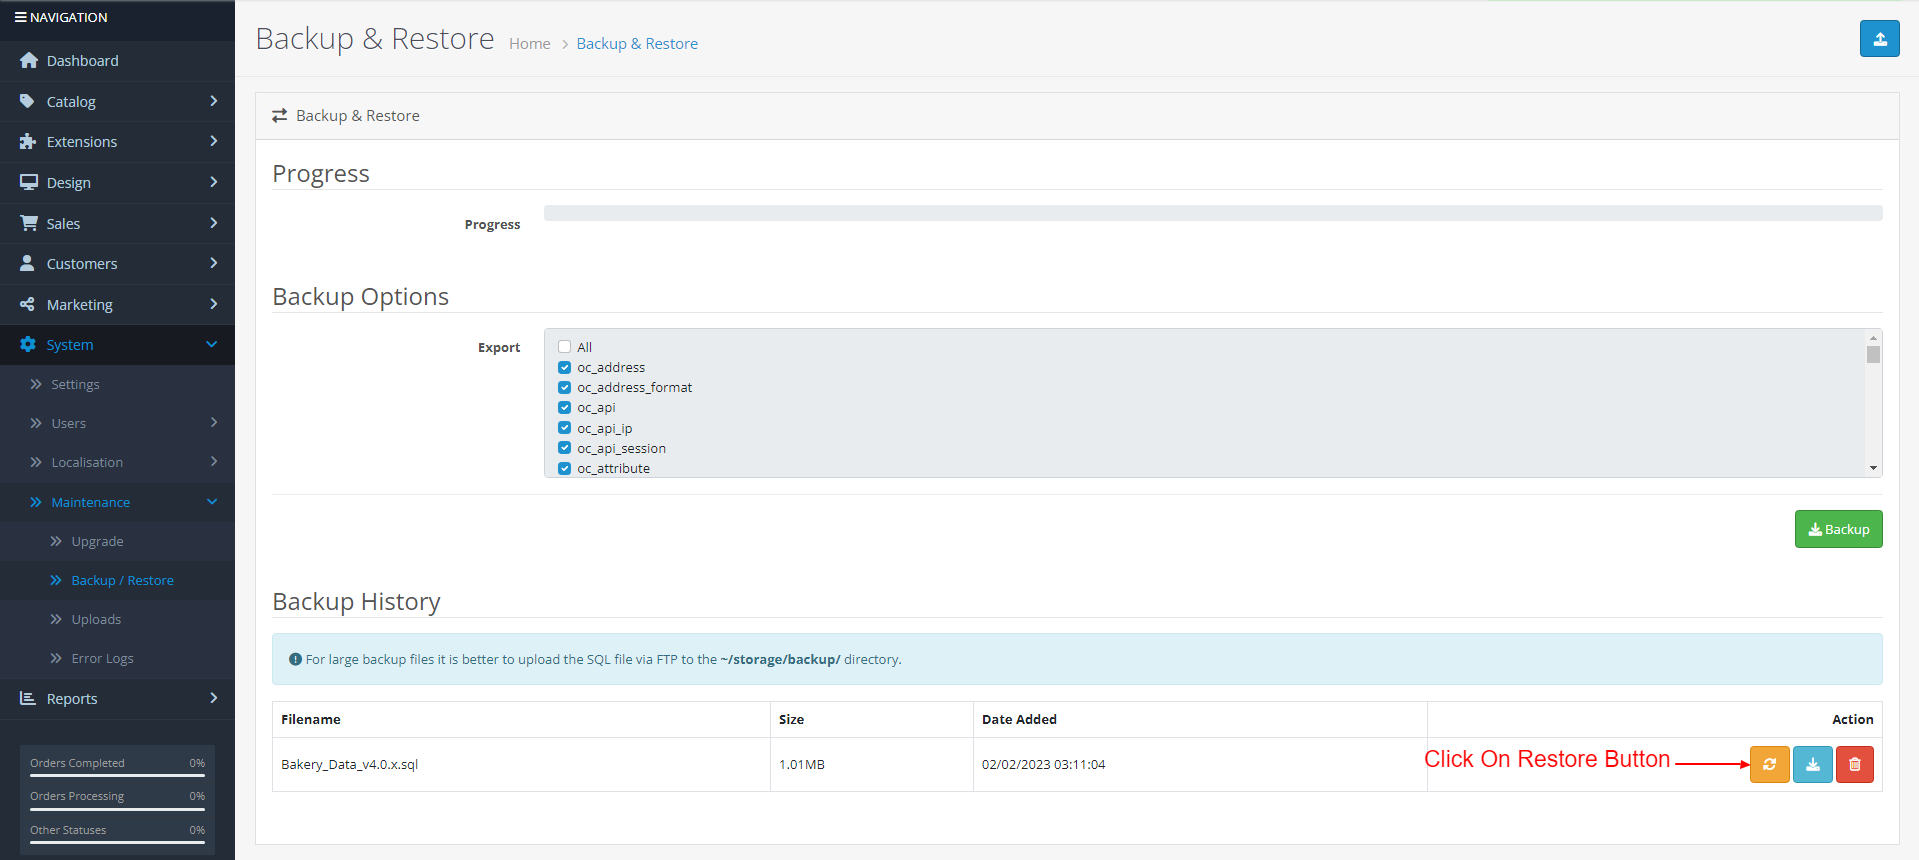 NAVIGATION
Dashboard
Catalog
Extensions
Design
Sales
Customers
Marketing
System
Settings
Users
Localisation
Maintenance
Upgrade
Backup / Restore
Uploads
Error Logs
Reports
Orders Completed 0%
Orders Processing 0%
Other Statuses 0%
Backup & Restore Home > Backup & Restore
Backup & Restore
Progress
Progress
Backup Options
Export
All
oc_address
oc_address_format
oc_api
oc_api_ip
oc_api_session
oc_attribute
Backup
Backup History
For large backup files it is better to upload the SQL file via FTP to the ~/storage/backup/ directory.
Filename Size Date Added Action
Bakery_Data_v4.0.x.sql 1.01MB 02/02/2023 03:11:04 Click On Restore Button